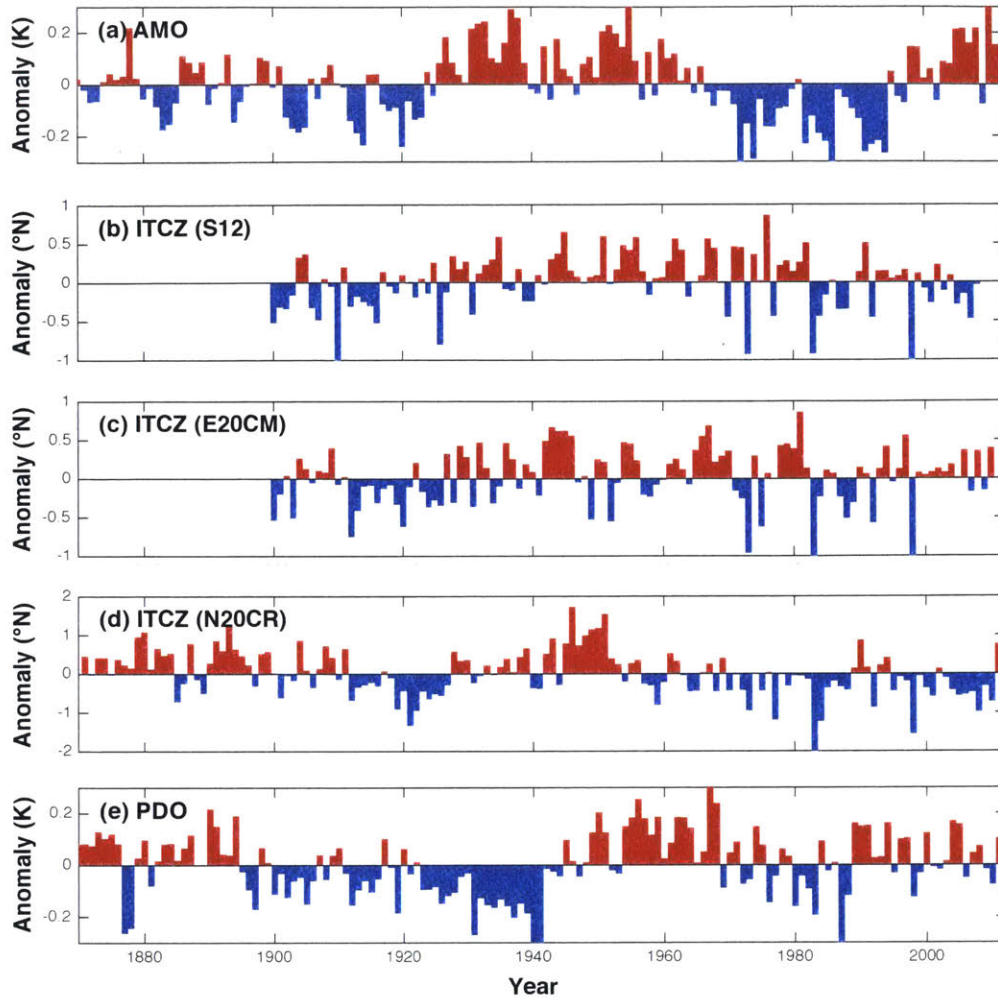 (a) AMO
Anomaly (K)
0.2
0
-0.2
(b) ITCZ (S12)
Anomaly (°N)
1
0.5
0
-0.5
-1
(c) ITCZ (E20CM)
Anomaly (°N)
1
0.5
0
-0.5
-1
(d) ITCZ (N20CR)
Anomaly (°N)
2
1
0
-1
-2
(e) PDO
Anomaly (K)
0.2
0
-0.2
1880 1900 1920 1940 1960 1980 2000
Year